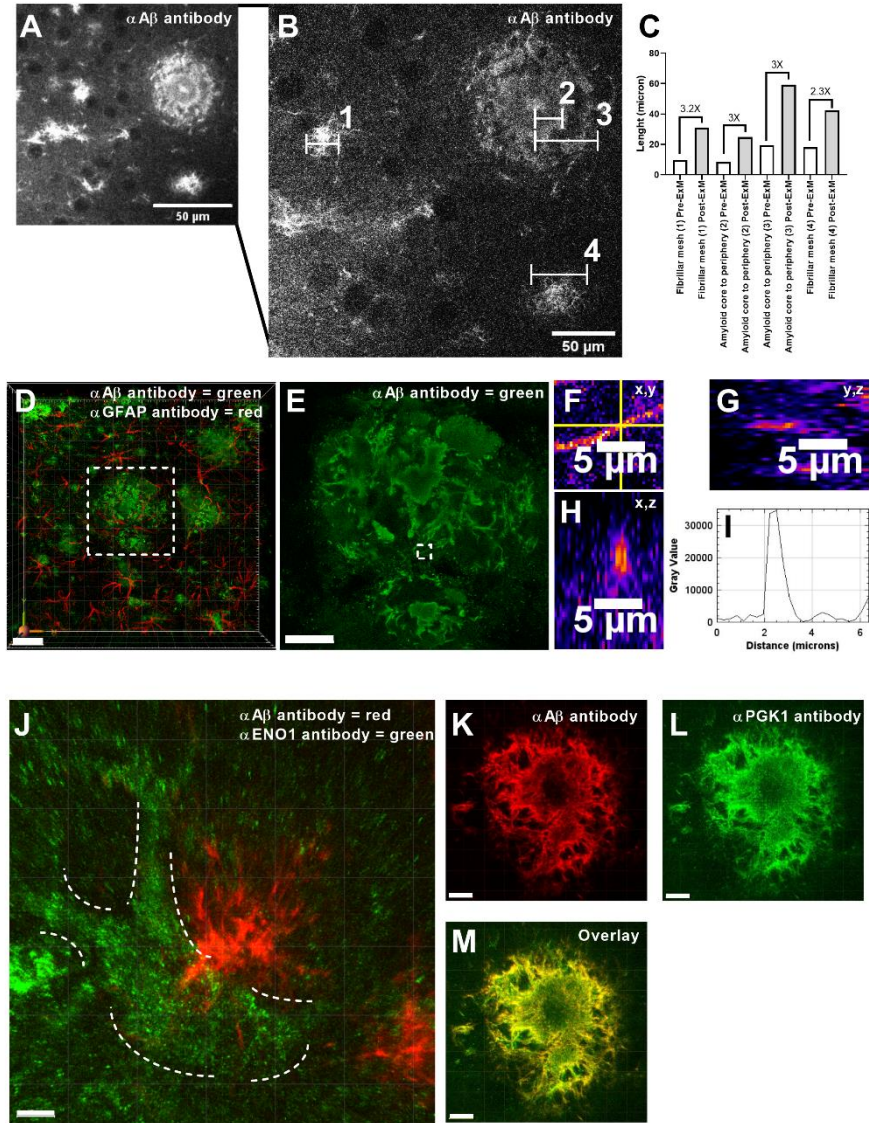 A
α Aβ antibody
50 µm
B
α Aβ antibody
1
2
3
4
50 µm
C
Lenght (micron)
80
60
40
20
0
3.2X
3X
3X
2.3X
Fibrillar mesh (1) Pre-ExM
Fibrillar mesh (1) Post-ExM
Amyloid core to periphery (2) Pre-ExM
Amyloid core to periphery (2) Post-ExM
Amyloid core to periphery (3) Pre-ExM
Amyloid core to periphery (3) Post-ExM
Fibrillar mesh (4) Pre-ExM
Fibrillar mesh (4) Post-ExM
D
α Aβ antibody = green
α GFAP antibody = red
E
α Aβ antibody = green
F
x,y
5 µm
G
y,z
5 µm
H
x,z
5 µm
I
Gray Value
30000
20000
10000
0
0
2
4
6
Distance (microns)
J
α Aβ antibody = red
α ENO1 antibody = green
K
α Aβ antibody
L
α PGK1 antibody
M
Overlay